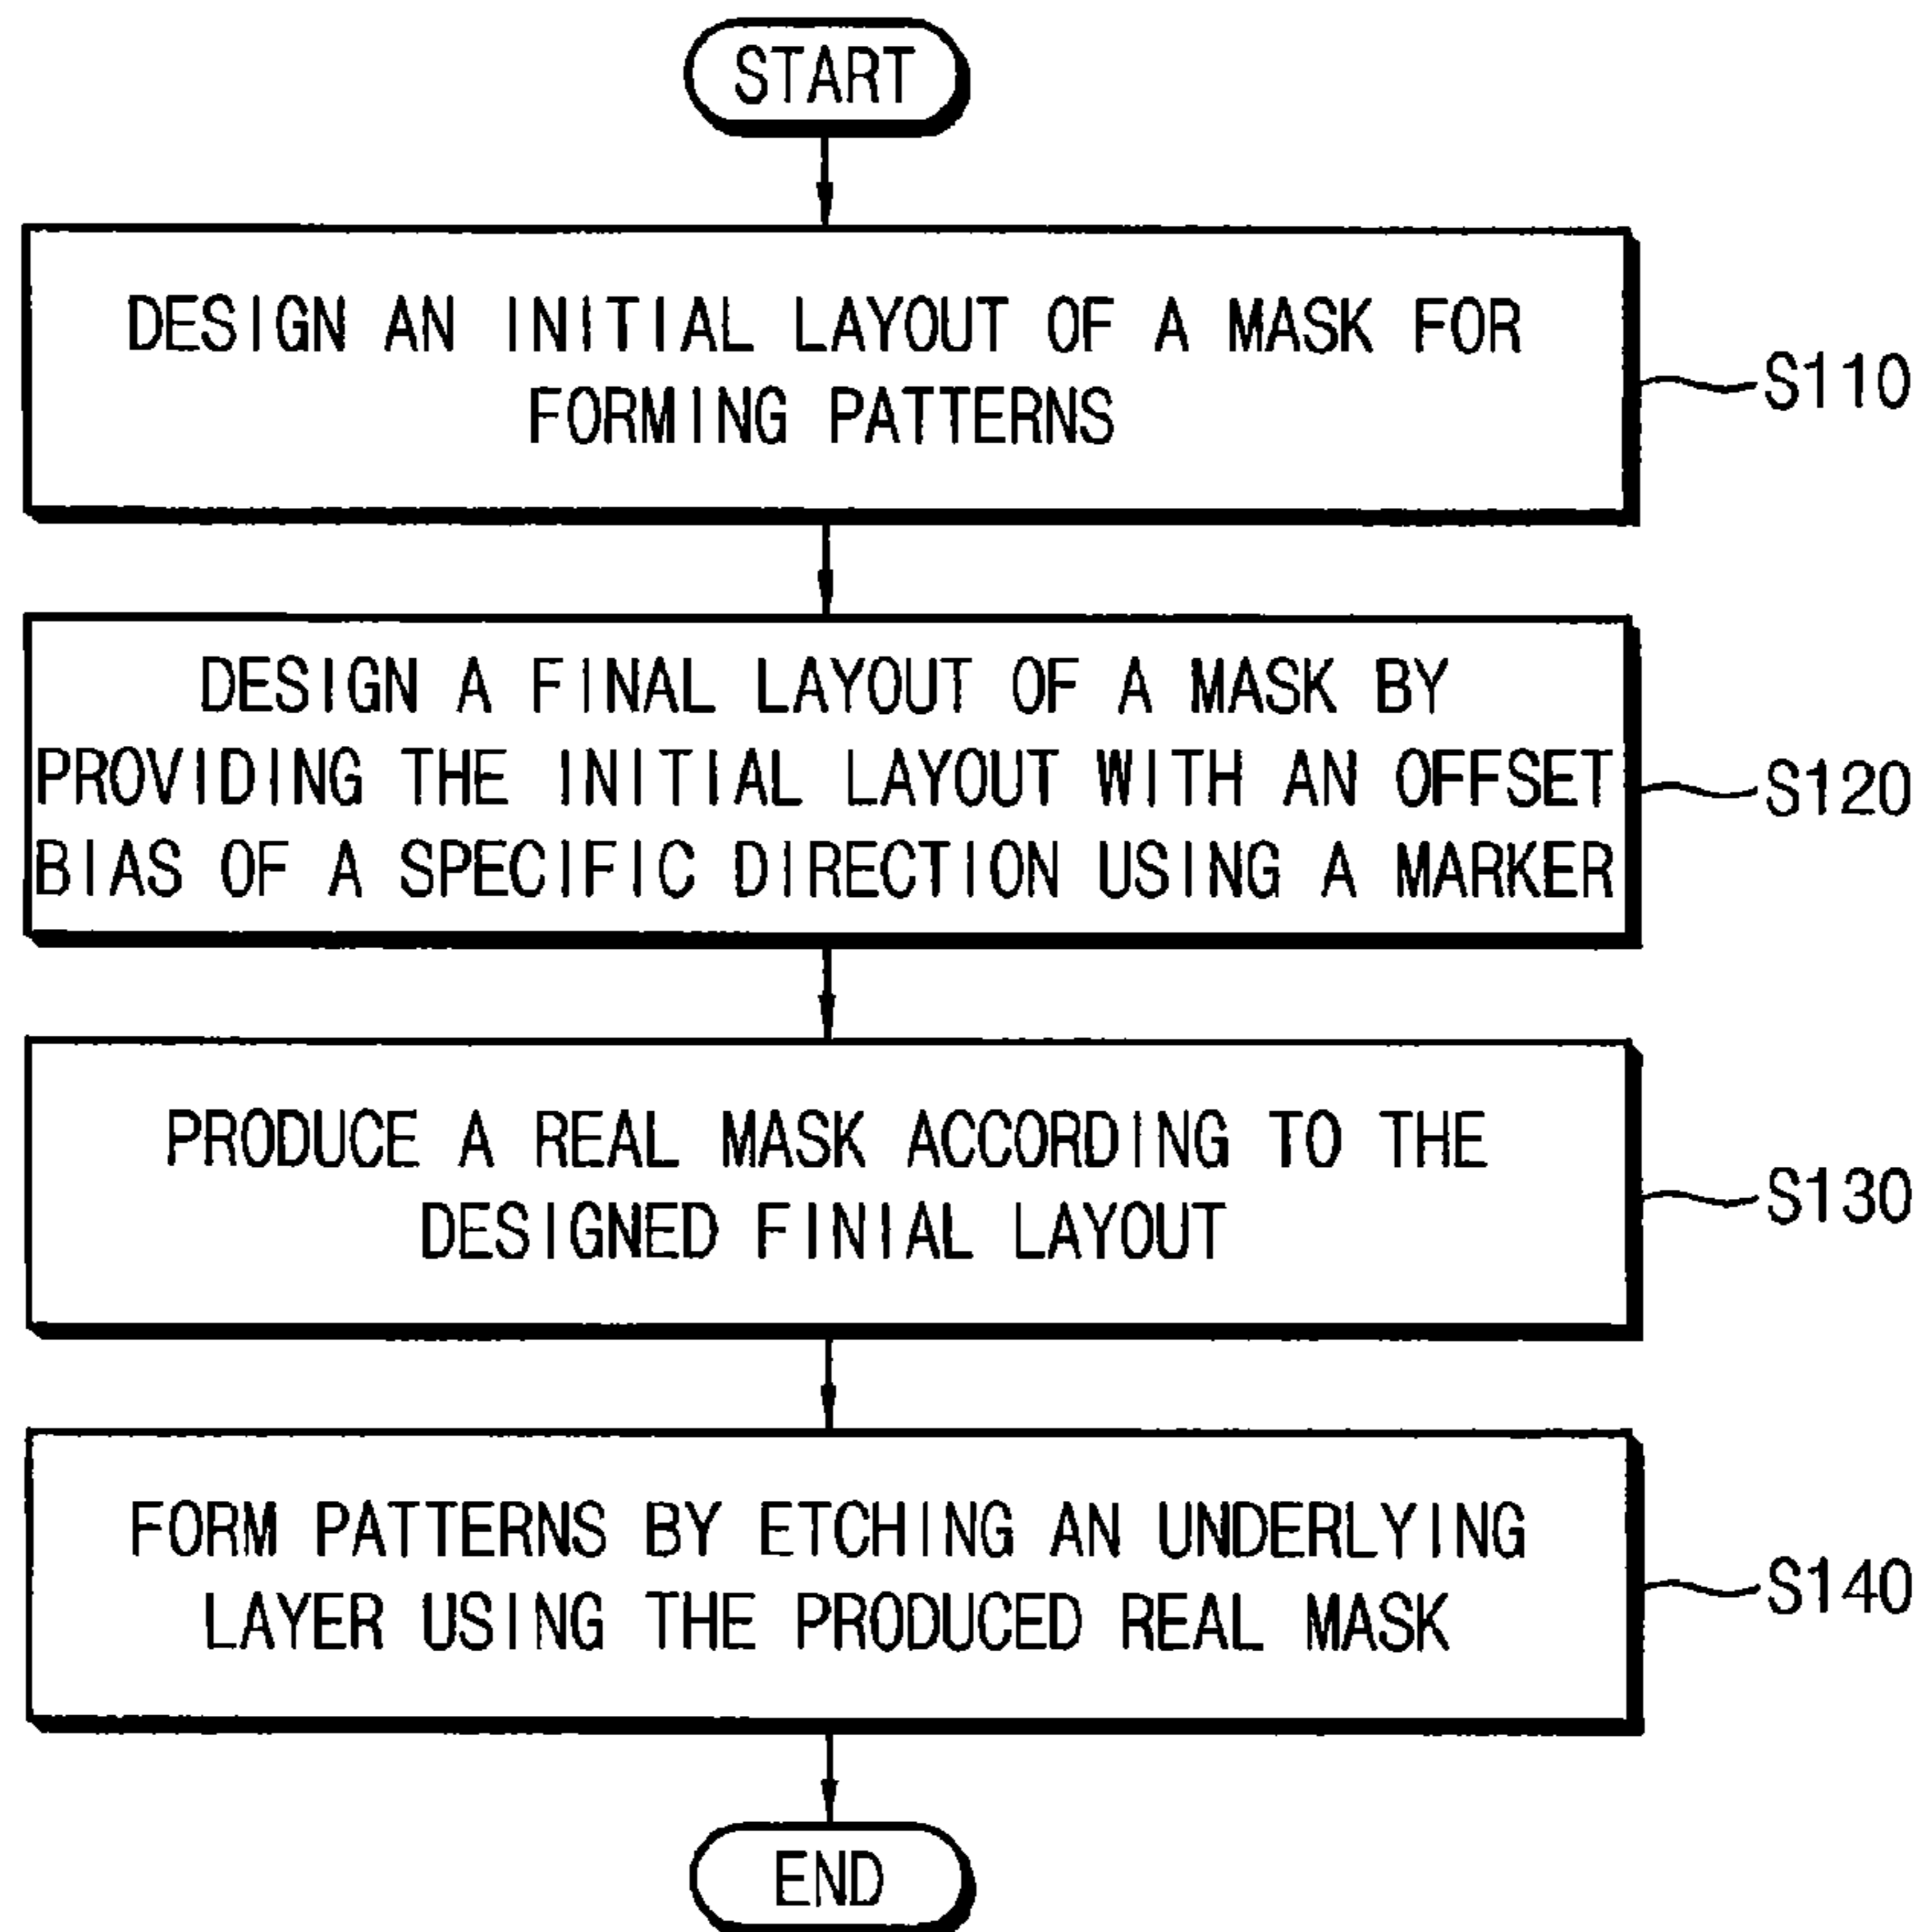 START
DESIGN AN INITIAL LAYOUT OF A MASK FOR
FORMING PATTERNS
S110
DESIGN A FINAL LAYOUT OF A MASK BY
PROVIDING THE INITIAL LAYOUT WITH AN OFFSET
BIAS OF A SPECIFIC DIRECTION USING A MARKER
S120
PRODUCE A REAL MASK ACCORDING TO THE
DESIGNED FINIAL LAYOUT
S130
FORM PATTERNS BY ETCHING AN UNDERLYING
LAYER USING THE PRODUCED REAL MASK
S140
END